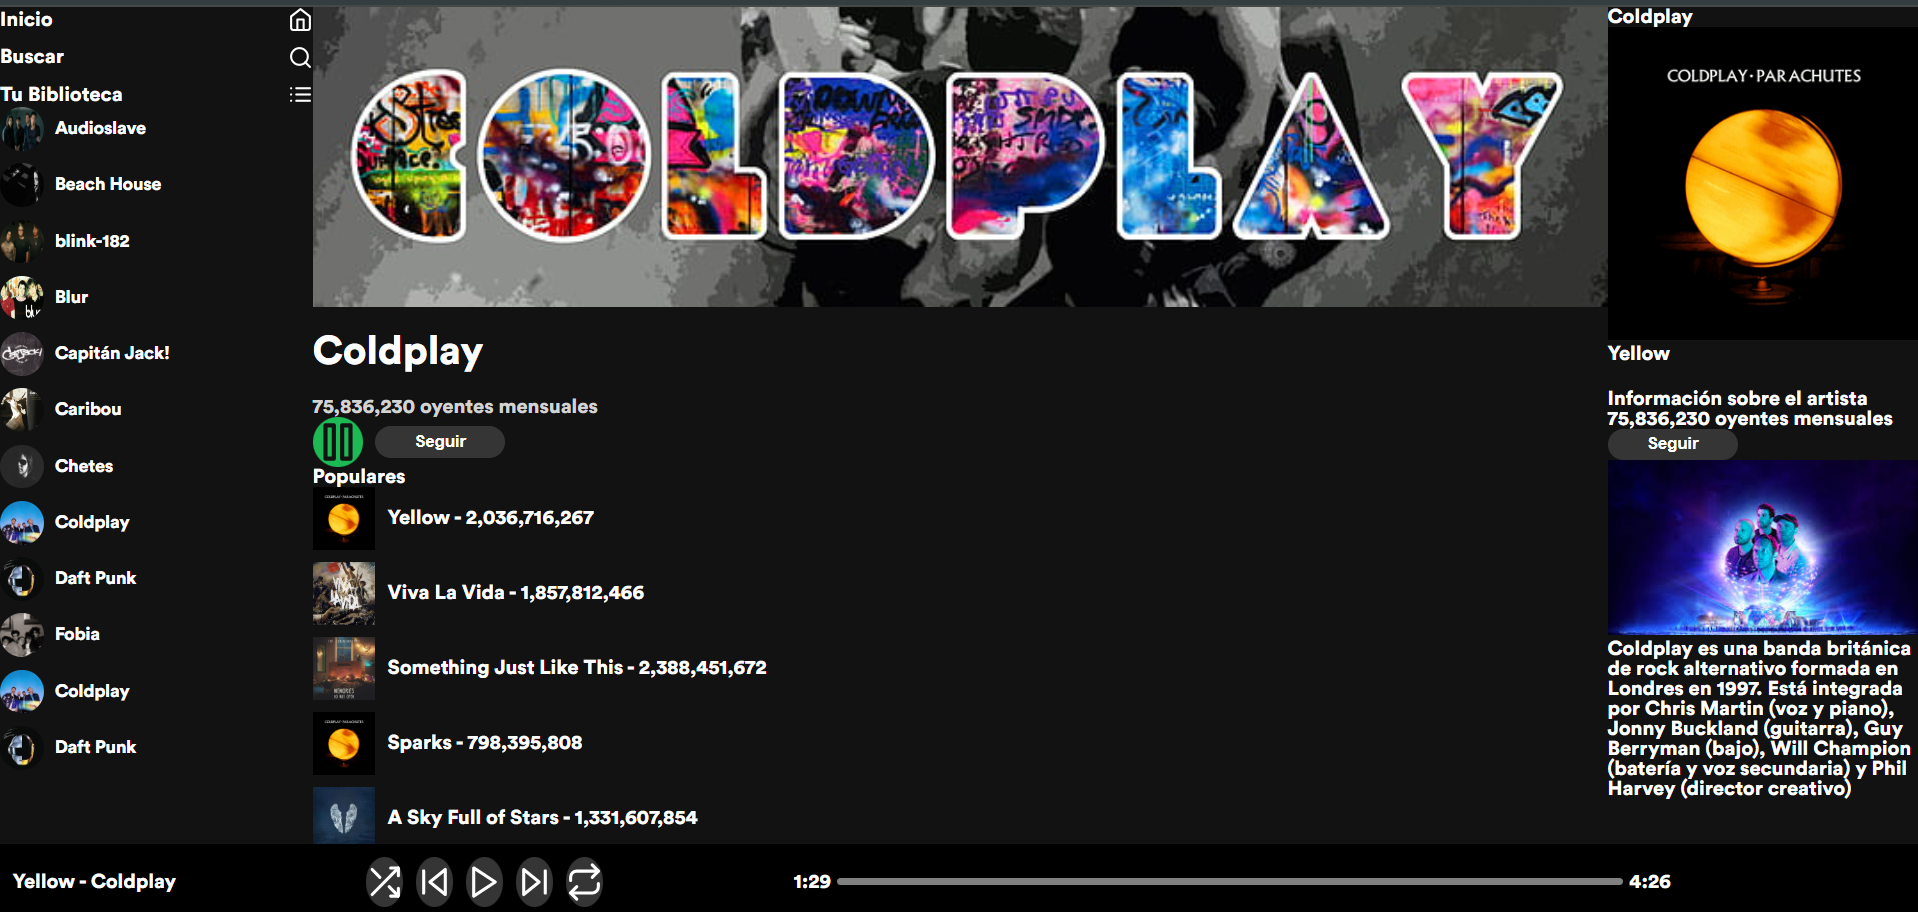 Inicio
Buscar
Tu Biblioteca
Audioslave
Beach House
blink-182
Blur
Capitán Jack!
Caribou
Chetes
Coldplay
Daft Punk
Fobia
Coldplay
Daft Punk
COLDPLAY
Coldplay
75,836,230 oyentes mensuales
Seguir
Populares
Yellow - 2,036,716,267
Viva La Vida - 1,857,812,466
Something Just Like This - 2,388,451,672
Sparks - 798,395,808
A Sky Full of Stars - 1,331,607,854
Coldplay
COLDPLAY • PARACHUTES
Yellow
Información sobre el artista
75,836,230 oyentes mensuales
Seguir
Coldplay es una banda británica
de rock alternativo formada en
Londres en 1997. Está integrada
por Chris Martin (voz y piano),
Jonny Buckland (guitarra), Guy
Berryman (bajo), Will Champion
(batería y voz secundaria) y Phil
Harvey (director creativo)
Yellow - Coldplay
1:29
4:26